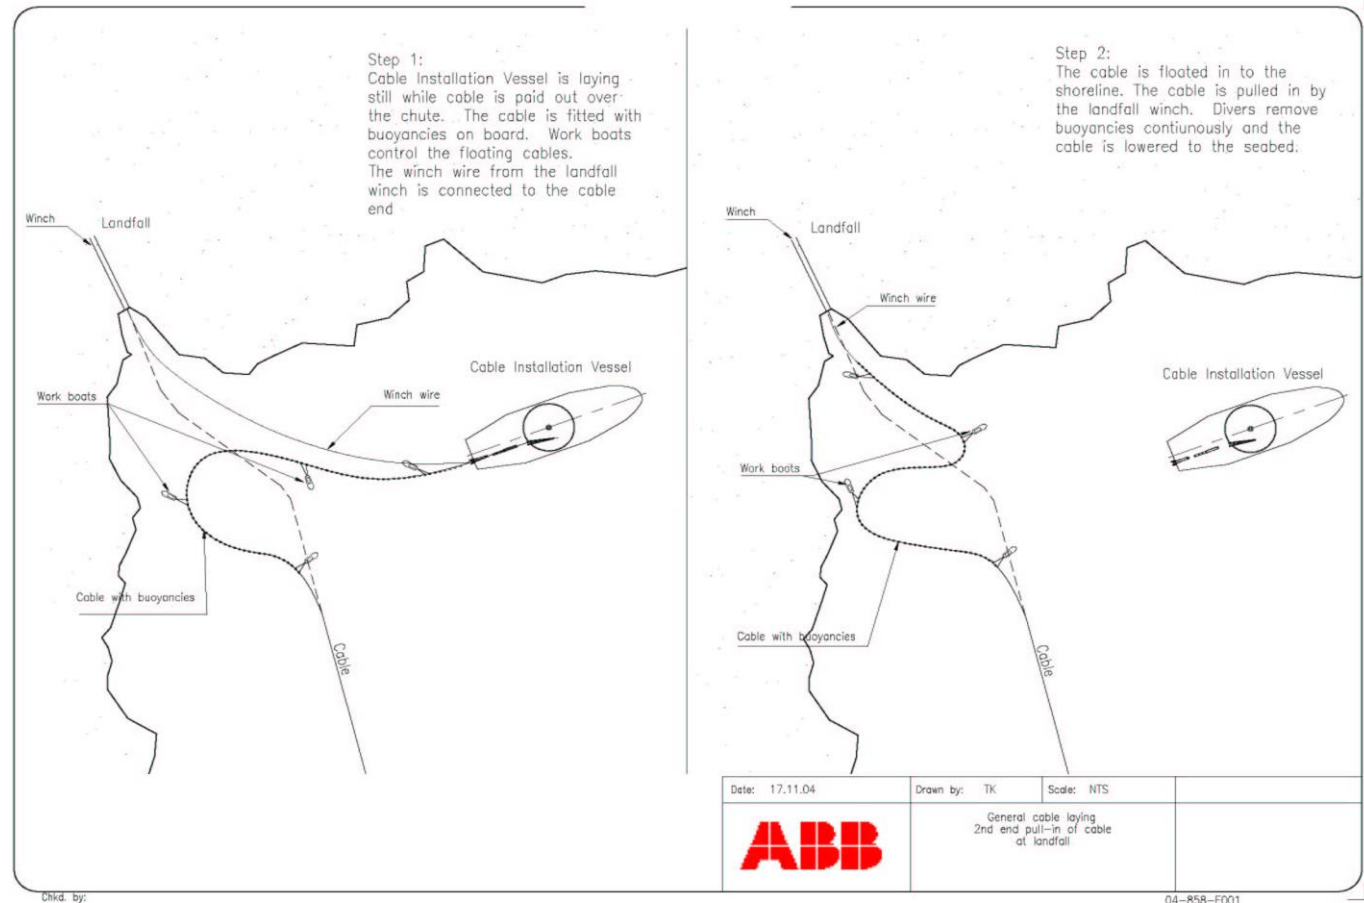 Step 1:
Cable Installation Vessel is laying
still while cable is paid out over
the chute. The cable is fitted with
buoyancies on board. Work boats
control the floating cables.
The winch wire from the landfall
winch is connected to the cable
end
Winch
Landfall
Cable Installation Vessel
Work boats
Winch wire
Cable with buoyancies
Cable
Step 2:
The cable is floated in to the
shoreline. The cable is pulled in by
the landfall winch. Divers remove
buoyancies contiunously and the
cable is lowered to the seabed.
Winch
Landfall
Winch wire
Cable Installation Vessel
Work boats
Cable with buoyancies
Cable
Date: 17.11.04
Drawn by: TK
Scale: NTS
ABB
General cable laying
2nd end pull-in of cable
at landfall
Chkd. by:
04-858-F001